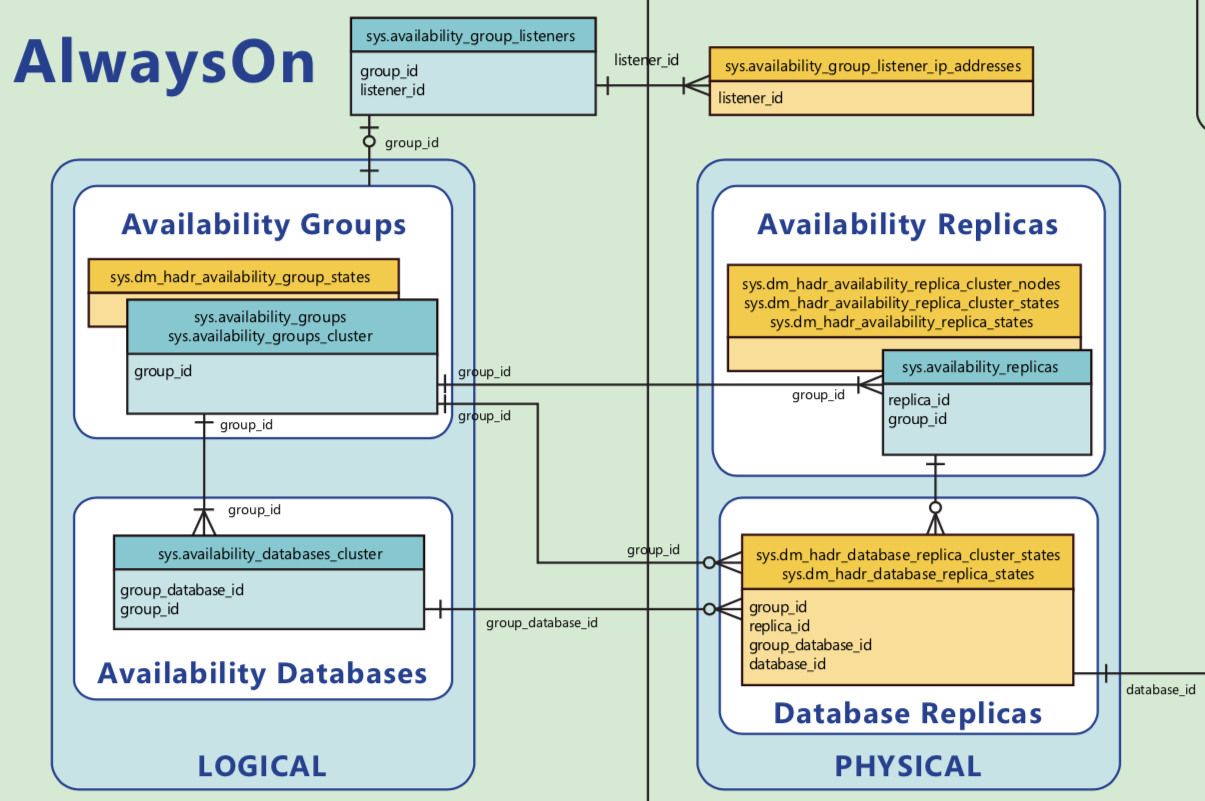 AlwaysOn
sys.availability_group_listeners
group_id
listener_id
listener_id
sys.availability_group_listener_ip_addresses
listener_id
group_id
Availability Groups
sys.dm_hadr_availability_group_states
sys.availability_groups
sys.availability_groups_cluster
group_id
group_id
group_id
group_id
group_id
sys.availability_databases_cluster
group_database_id
group_id
Availability Databases
LOGICAL
Availability Replicas
sys.dm_hadr_availability_replica_cluster_nodes
sys.dm_hadr_availability_replica_cluster_states
sys.dm_hadr_availability_replica_states
sys.availability_replicas
replica_id
group_id
group_id
group_id
group_database_id
sys.dm_hadr_database_replica_cluster_states
sys.dm_hadr_database_replica_states
group_id
replica_id
group_database_id
database_id
database_id
Database Replicas
PHYSICAL